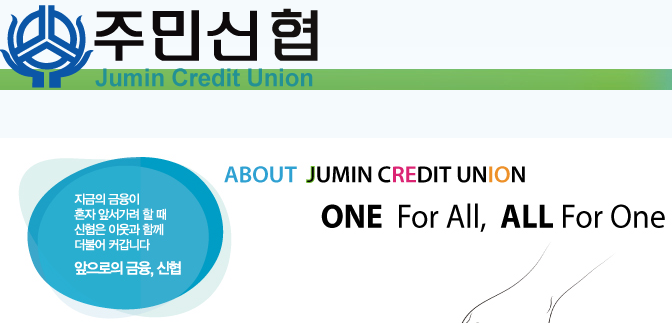 주민신협
Jumin Credit Union
ABOUT JUMIN CREDIT UNION
ONE For All, ALL For One
지금의 금융이
혼자 앞서가려 할 때
신협은 이웃과 함께
더불어 커갑니다
앞으로의 금융, 신협